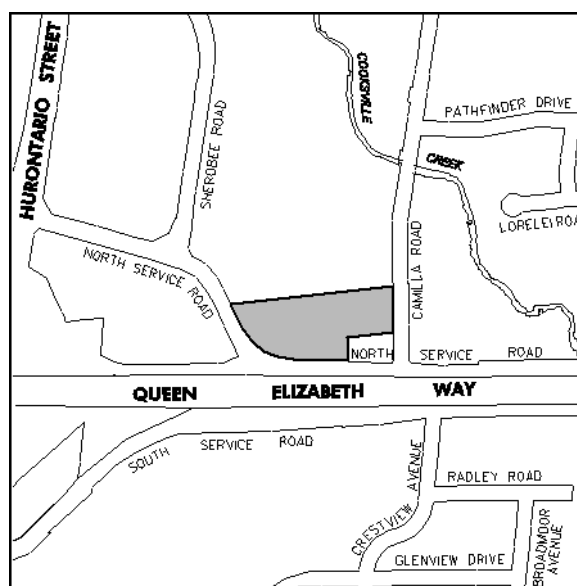 HURONTARIO STREET
SHEROBEE ROAD
COOKSVILLE
CREEK
PATHFINDER DRIVE
LORELEI ROAD
CAMILLA ROAD
NORTH SERVICE ROAD
NORTH SERVICE ROAD
QUEEN ELIZABETH WAY
SOUTH SERVICE ROAD
CRESTVIEW AVENUE
RADLEY ROAD
GLENVIEW DRIVE
BROADMOOR
AVENUE